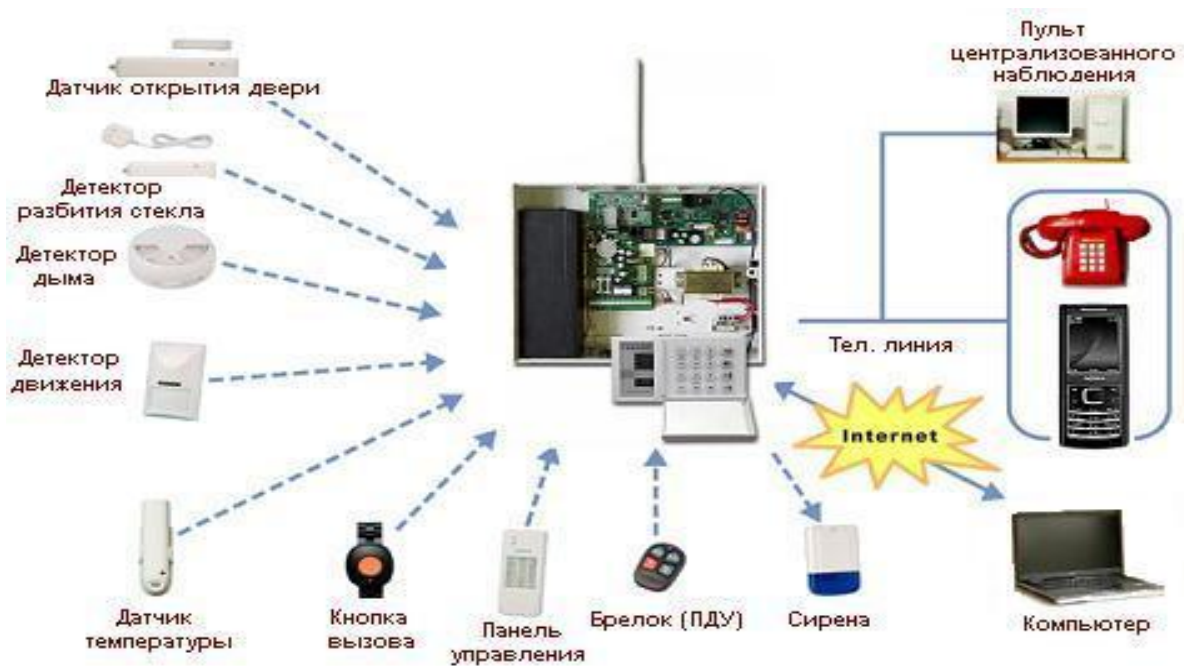 Датчик открытия двери
Детектор
разбития стекла
Детектор
дыма
Детектор
движения
Датчик
температуры
Кнопка
вызова
Панель
управления
Брелок (ПДУ)
Сирена
Пульт
централизованного
наблюдения
Тел. линия
Internet
Компьютер